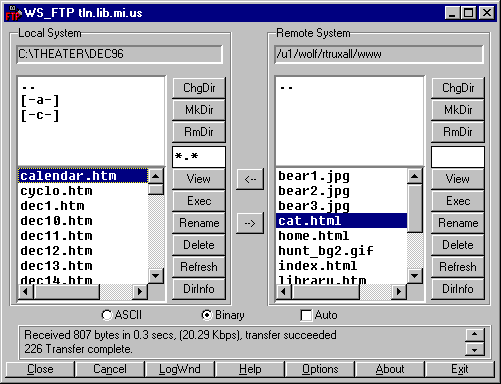 WS_FTP tln.lib.mi.us
Local System
C:\THEATER\DEC96
..
[-a-]
[-c-]
ChgDir
MkDir
RmDir
*.*
calendar.htm
cyclo.htm
dec1.htm
dec10.htm
dec11.htm
dec12.htm
dec13.htm
dec14.htm
View
Exec
Rename
Delete
Refresh
DirInfo
<--
-->
Remote System
/u1/wolf/rtruxall/www
..
ChgDir
MkDir
RmDir
bear1.jpg
bear2.jpg
bear3.jpg
cat.html
home.html
hunt_bg2.gif
index.html
library.htm
View
Exec
Rename
Delete
Refresh
DirInfo
ASCII
Binary
Auto
Received 807 bytes in 0.3 secs, (20.29 Kbps), transfer succeeded
226 Transfer complete.
Close
Cancel
LogWnd
Help
Options
About
Exit